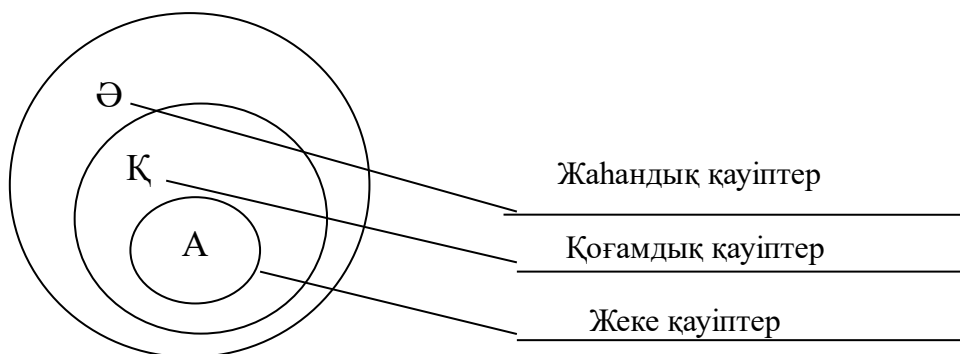 Ә
Жаһандық қауіптер
Қ
Қоғамдық қауіптер
А
Жеке қауіптер